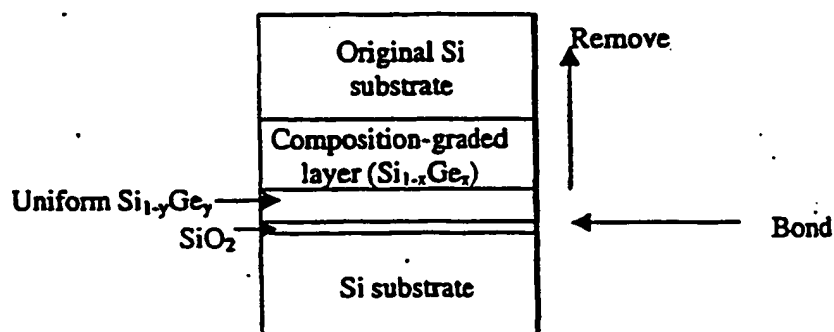 Original Si
substrate
Remove
Composition-graded
layer (Si₁₋ₓGeₓ)
Uniform Si₁₋yGey
SiO₂
Bond
Si substrate